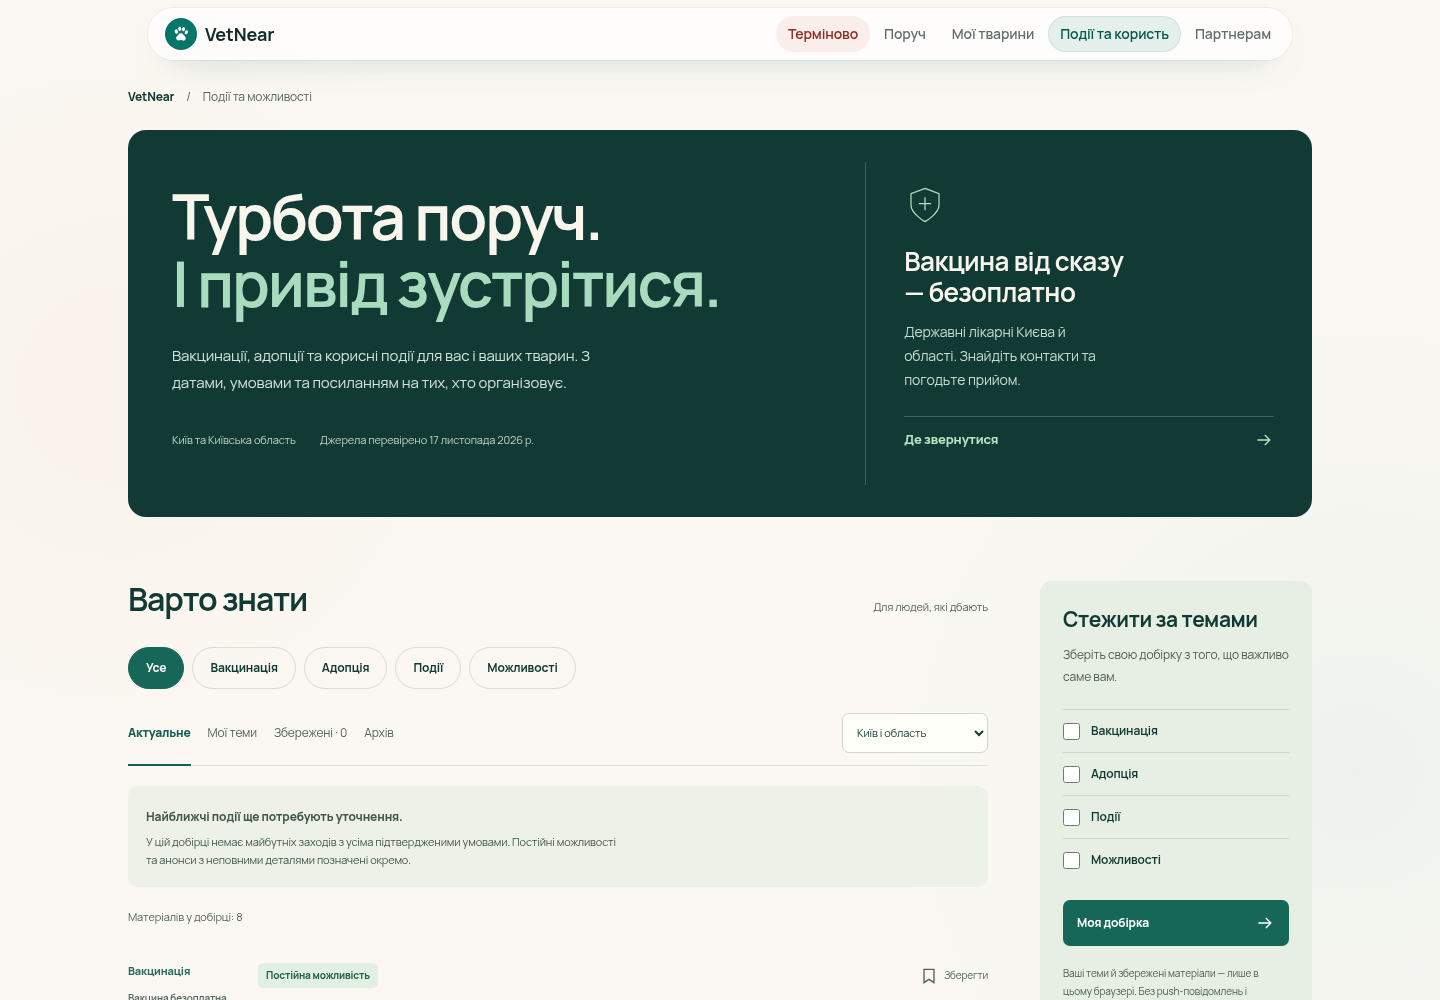 VetNear
Терміново
Поруч
Мої тварини
Події та користь
Партнерам
VetNear / Події та можливості
Турбота поруч.
І привід зустрітися.
Вакцинації, адопції та корисні події для вас і ваших тварин. З
датами, умовами та посиланням на тих, хто організовує.
Київ та Київська область
Джерела перевірено 17 листопада 2026 р.
Вакцина від сказу
— безоплатно
Державні лікарні Києва й
області. Знайдіть контакти та
погодьте прийом.
Де звернутися
Варто знати
Для людей, які дбають
Усе
Вакцинація
Адопція
Події
Можливості
Актуальне
Мої теми
Збережені · 0
Архів
Київ і область
Найближчі події ще потребують уточнення.
У цій добірці немає майбутніх заходів з усіма підтвердженими умовами. Постійні можливості
та анонси з неповними деталями позначені окремо.
Матеріалів у добірці: 8
Вакцинація
Постійна можливість
Зберегти
Вакцина безоплатна
Стежити за темами
Зберіть свою добірку з того, що важливо
саме вам.
Вакцинація
Адопція
Події
Можливості
Моя добірка
Ваші теми й збережені матеріали — лише в
цьому браузері. Без push-повідомлень і